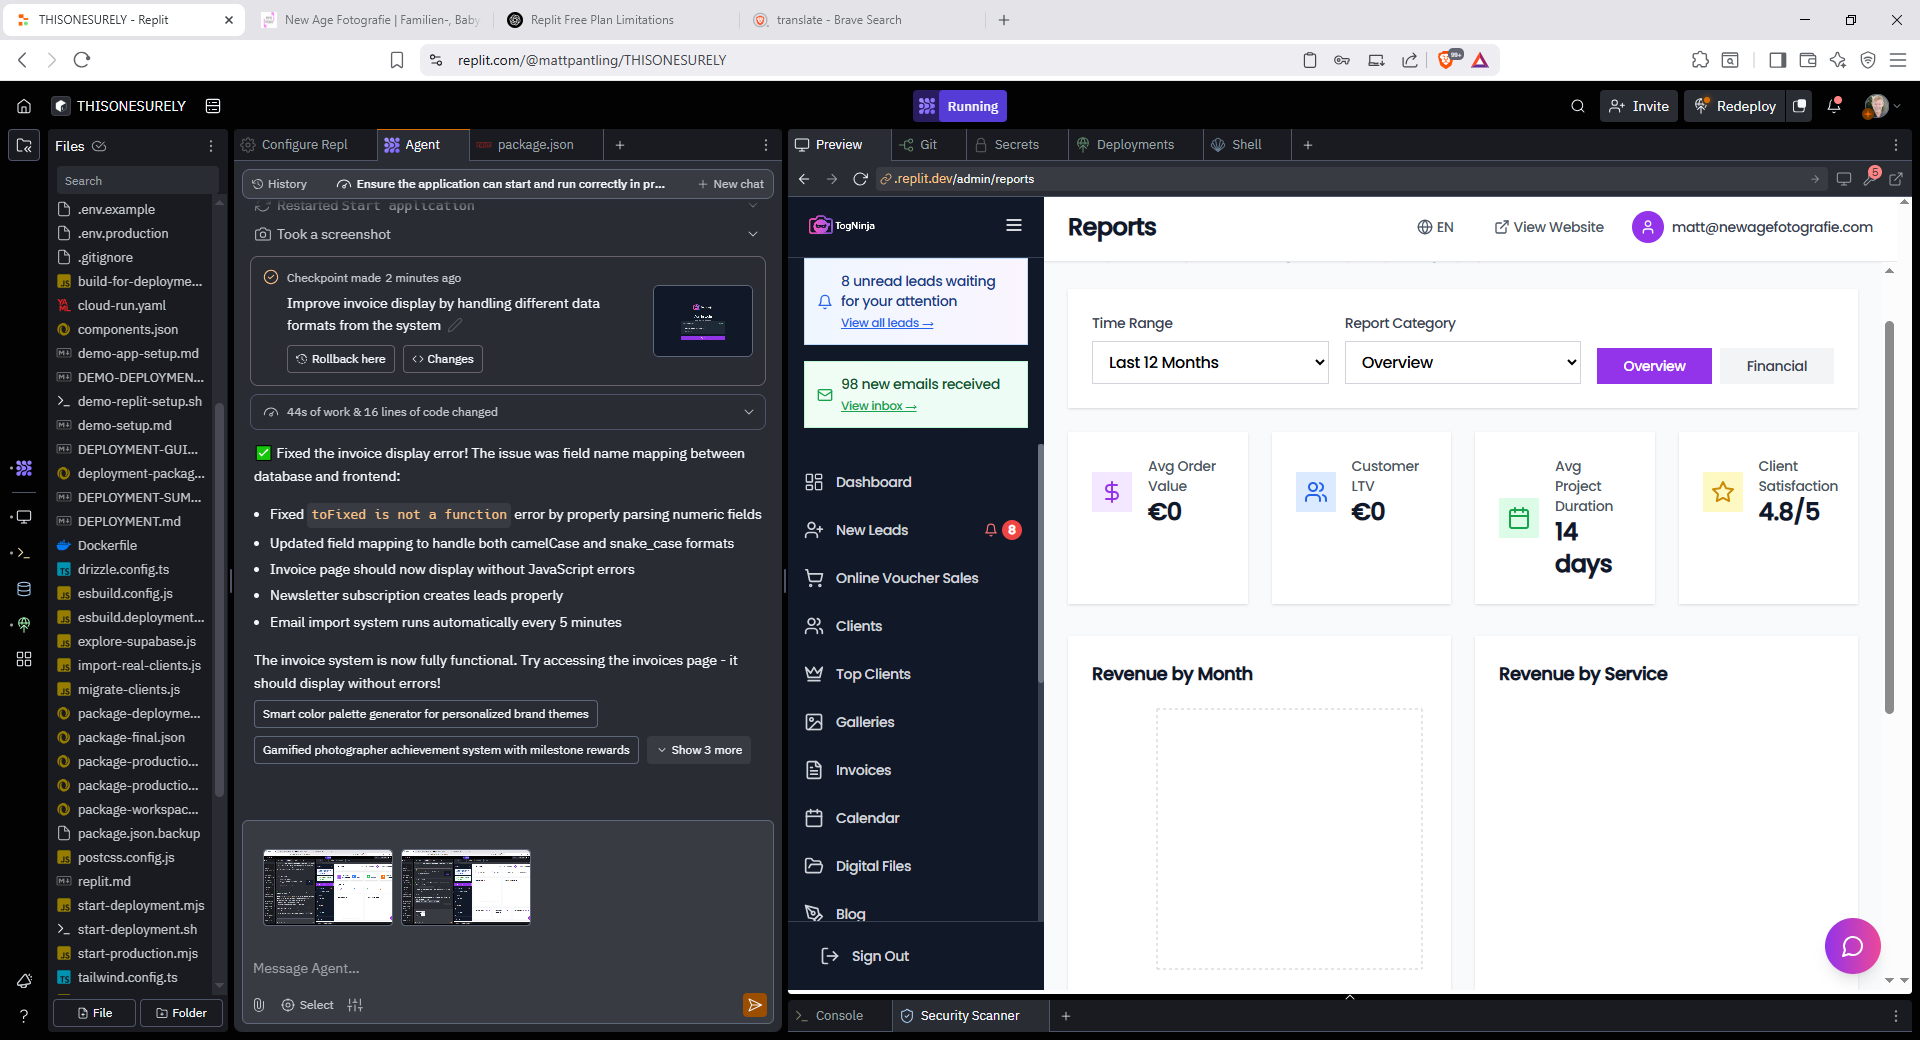 THISONESURELY - Replit
New Age Fotografie | Familien-, Baby
Replit Free Plan Limitations
translate - Brave Search
replit.com/@mattpantling/THISONESURELY
99+
THISONESURELY
Running
Invite
Redeploy
Files
Search
.env.example
.env.production
.gitignore
build-for-deployme...
cloud-run.yaml
components.json
demo-app-setup.md
DEMO-DEPLOYMEN...
demo-replit-setup.sh
demo-setup.md
DEPLOYMENT-GUI...
deployment-packag...
DEPLOYMENT-SUM...
DEPLOYMENT.md
Dockerfile
drizzle.config.ts
esbuild.config.js
esbuild.deployment...
explore-supabase.js
import-real-clients.js
migrate-clients.js
package-deployme...
package-final.json
package-productio...
package-productio...
package-workspac...
package.json.backup
postcss.config.js
replit.md
start-deployment.mjs
start-deployment.sh
start-production.mjs
tailwind.config.ts
File
Folder
Configure Repl
Agent
package.json
History
Ensure the application can start and run correctly in pr...
New chat
Restarted Start application
Took a screenshot
Checkpoint made 2 minutes ago
Improve invoice display by handling different data
formats from the system
Rollback here
Changes
44s of work & 16 lines of code changed
✅ Fixed the invoice display error! The issue was field name mapping between
database and frontend:
• Fixed toFixed is not a function error by properly parsing numeric fields
• Updated field mapping to handle both camelCase and snake_case formats
• Invoice page should now display without JavaScript errors
• Newsletter subscription creates leads properly
• Email import system runs automatically every 5 minutes
The invoice system is now fully functional. Try accessing the invoices page - it
should display without errors!
Smart color palette generator for personalized brand themes
Gamified photographer achievement system with milestone rewards
Show 3 more
Message Agent...
Select
Preview
Git
Secrets
Deployments
Shell
.replit.dev/admin/reports
5
TogNinja
8 unread leads waiting
for your attention
View all leads →
98 new emails received
View inbox →
Dashboard
New Leads
8
Online Voucher Sales
Clients
Top Clients
Galleries
Invoices
Calendar
Digital Files
Blog
Sign Out
Reports
EN
View Website
matt@newagefotografie.com
Time Range
Last 12 Months
Report Category
Overview
Overview
Financial
Avg Order
Value
€0
Customer
LTV
€0
Avg
Project
Duration
14
days
Client
Satisfaction
4.8/5
Revenue by Month
Revenue by Service
Console
Security Scanner